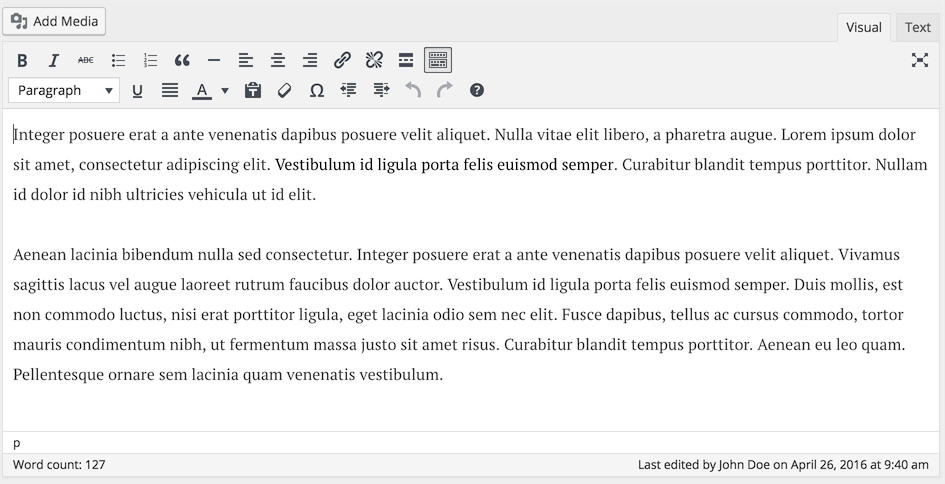 Add Media
Visual Text
B I ABC
Paragraph U A Ω ?
Integer posuere erat a ante venenatis dapibus posuere velit aliquet. Nulla vitae elit libero, a pharetra augue. Lorem ipsum dolor
sit amet, consectetur adipiscing elit. Vestibulum id ligula porta felis euismod semper. Curabitur blandit tempus porttitor. Nullam
id dolor id nibh ultricies vehicula ut id elit.
Aenean lacinia bibendum nulla sed consectetur. Integer posuere erat a ante venenatis dapibus posuere velit aliquet. Vivamus
sagittis lacus vel augue laoreet rutrum faucibus dolor auctor. Vestibulum id ligula porta felis euismod semper. Duis mollis, est
non commodo luctus, nisi erat porttitor ligula, eget lacinia odio sem nec elit. Fusce dapibus, tellus ac cursus commodo, tortor
mauris condimentum nibh, ut fermentum massa justo sit amet risus. Curabitur blandit tempus porttitor. Aenean eu leo quam.
Pellentesque ornare sem lacinia quam venenatis vestibulum.
p
Word count: 127 Last edited by John Doe on April 26, 2016 at 9:40 am